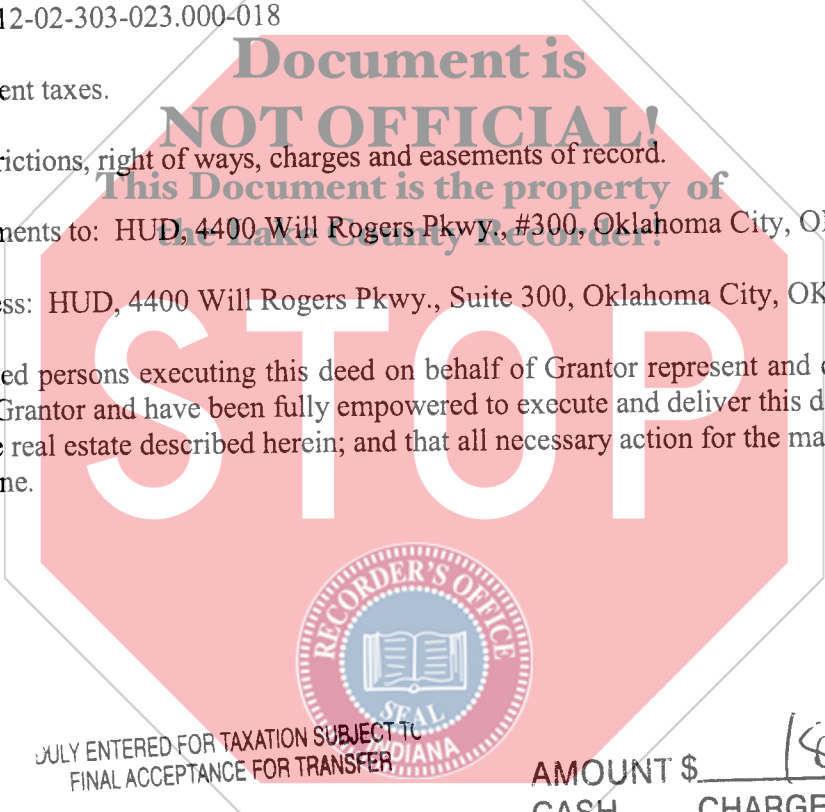 12-02-303-023.000-018
Document is
ent taxes.
NOT OFFICIAL!
rictions, right of ways, charges and easements of record.
This Document is the property of
nents to: HUD, 4400 Will Rogers Pkwy., #300, Oklahoma City, O
the Lake County Recorder!
ess: HUD, 4400 Will Rogers Pkwy., Suite 300, Oklahoma City, OK
STOP
ed persons executing this deed on behalf of Grantor represent and
Grantor and have been fully empowered to execute and deliver this d
real estate described herein; and that all necessary action for the ma
ne.
RECORDER'S OFFICE
SEAL
INDIANA
DULY ENTERED FOR TAXATION SUBJECT TO
FINAL ACCEPTANCE FOR TRANSFER
AMOUNT $ 18
CASH CHARGE